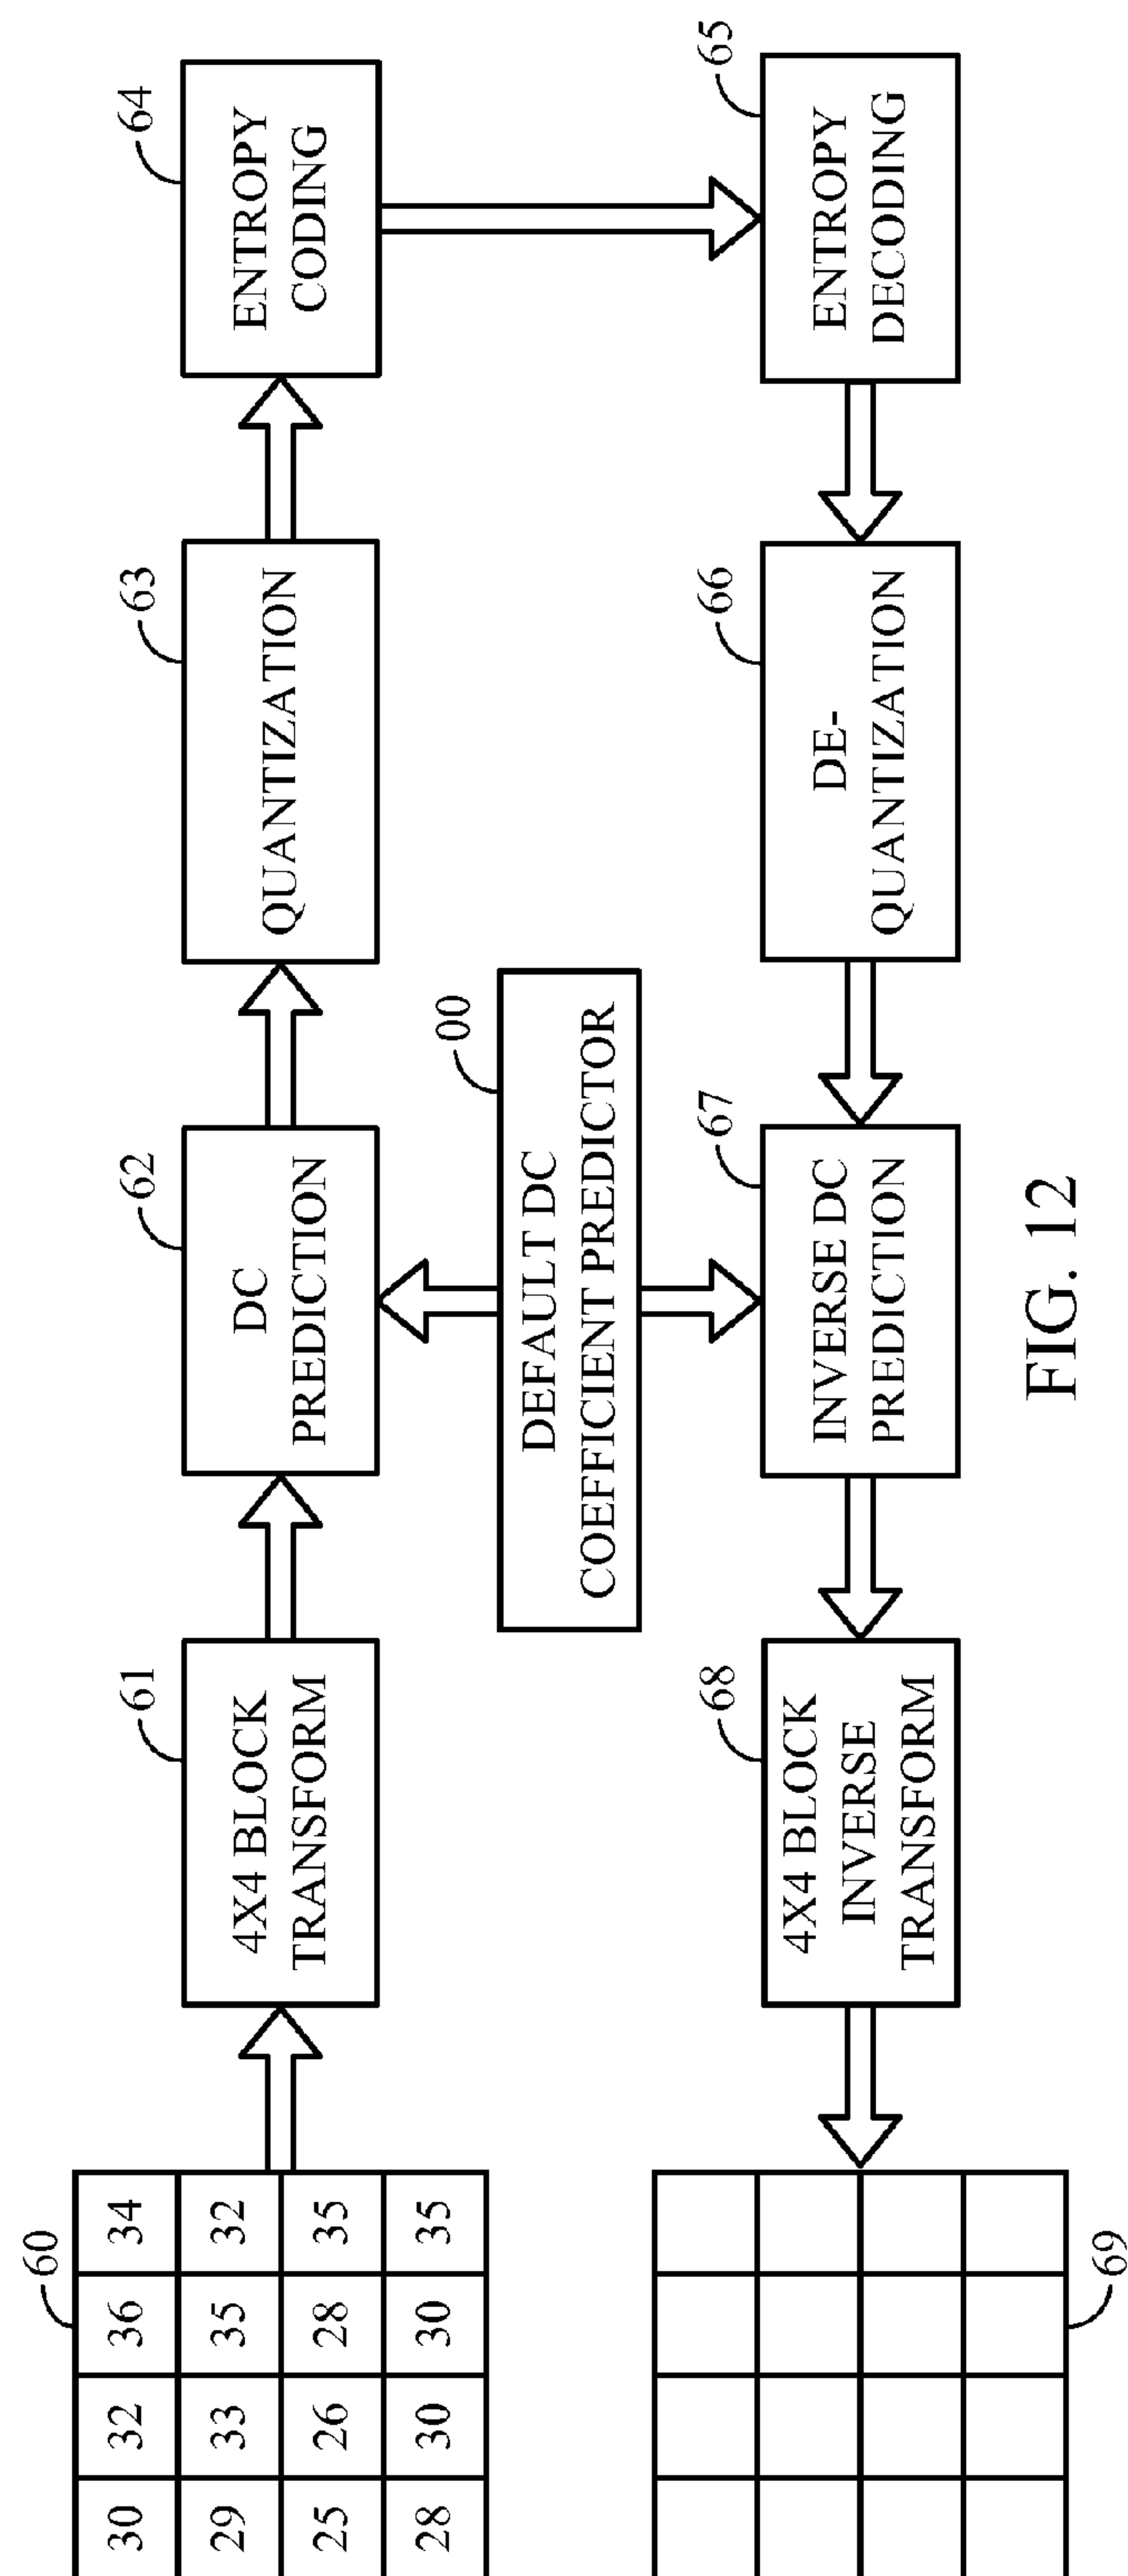 60
30 32 36 34
29 33 35 32
25 26 28 35
28 30 30 35
61
4X4 BLOCK
TRANSFORM
62
DC
PREDICTION
63
QUANTIZATION
64
ENTROPY
CODING
00
DEFAULT DC
COEFFICIENT PREDICTOR
69
68
4X4 BLOCK
INVERSE
TRANSFORM
67
INVERSE DC
PREDICTION
66
DE-
QUANTIZATION
65
ENTROPY
DECODING
FIG. 12